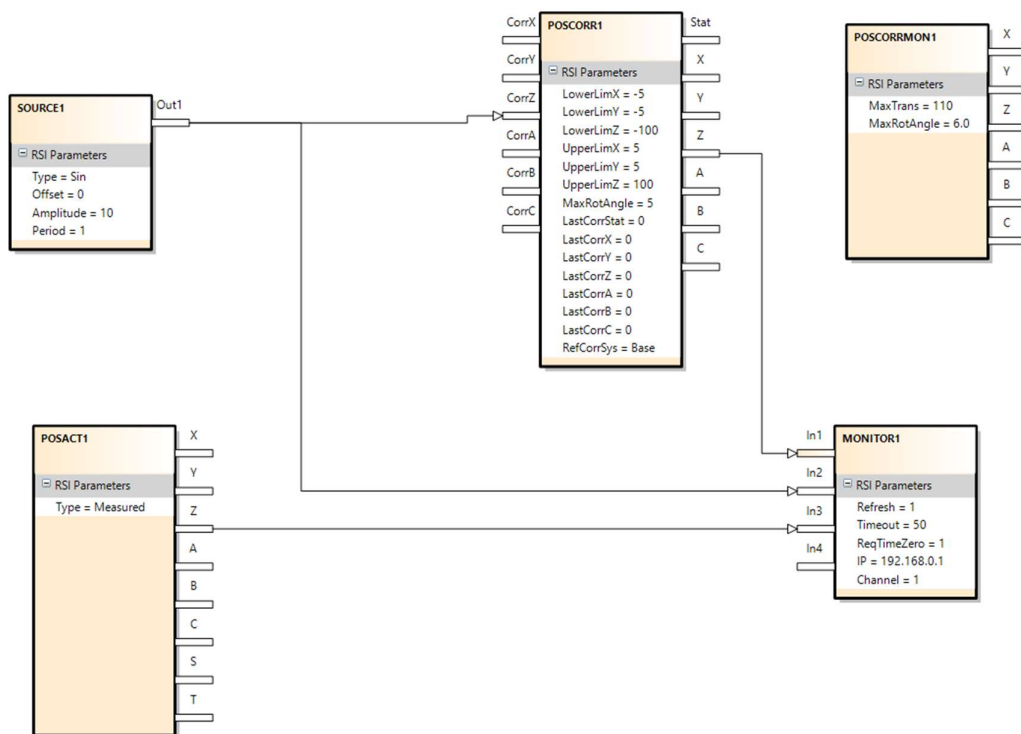 SOURCE1
Out1
RSI Parameters
Type = Sin
Offset = 0
Amplitude = 10
Period = 1
CorrX
CorrY
CorrZ
CorrA
CorrB
CorrC
POSCORR1
RSI Parameters
LowerLimX = -5
LowerLimY = -5
LowerLimZ = -100
UpperLimX = 5
UpperLimY = 5
UpperLimZ = 100
MaxRotAngle = 5
LastCorrStat = 0
LastCorrX = 0
LastCorrY = 0
LastCorrZ = 0
LastCorrA = 0
LastCorrB = 0
LastCorrC = 0
RefCorrSys = Base
Stat
X
Y
Z
A
B
C
POSCORRMON1
RSI Parameters
MaxTrans = 110
MaxRotAngle = 6.0
X
Y
Z
A
B
C
POSACT1
RSI Parameters
Type = Measured
X
Y
Z
A
B
C
S
T
In1
In2
In3
In4
MONITOR1
RSI Parameters
Refresh = 1
Timeout = 50
ReqTimeZero = 1
IP = 192.168.0.1
Channel = 1